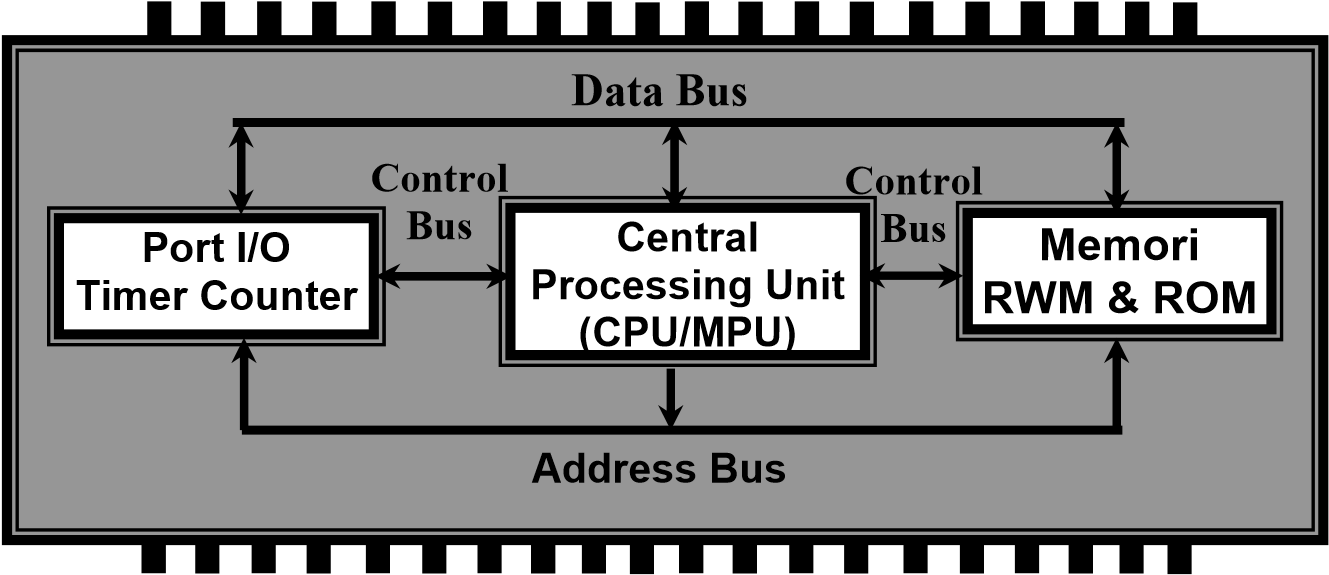 Data Bus
Control
Bus
Control
Bus
Port I/O
Timer Counter
Central
Processing Unit
(CPU/MPU)
Memori
RWM & ROM
Address Bus